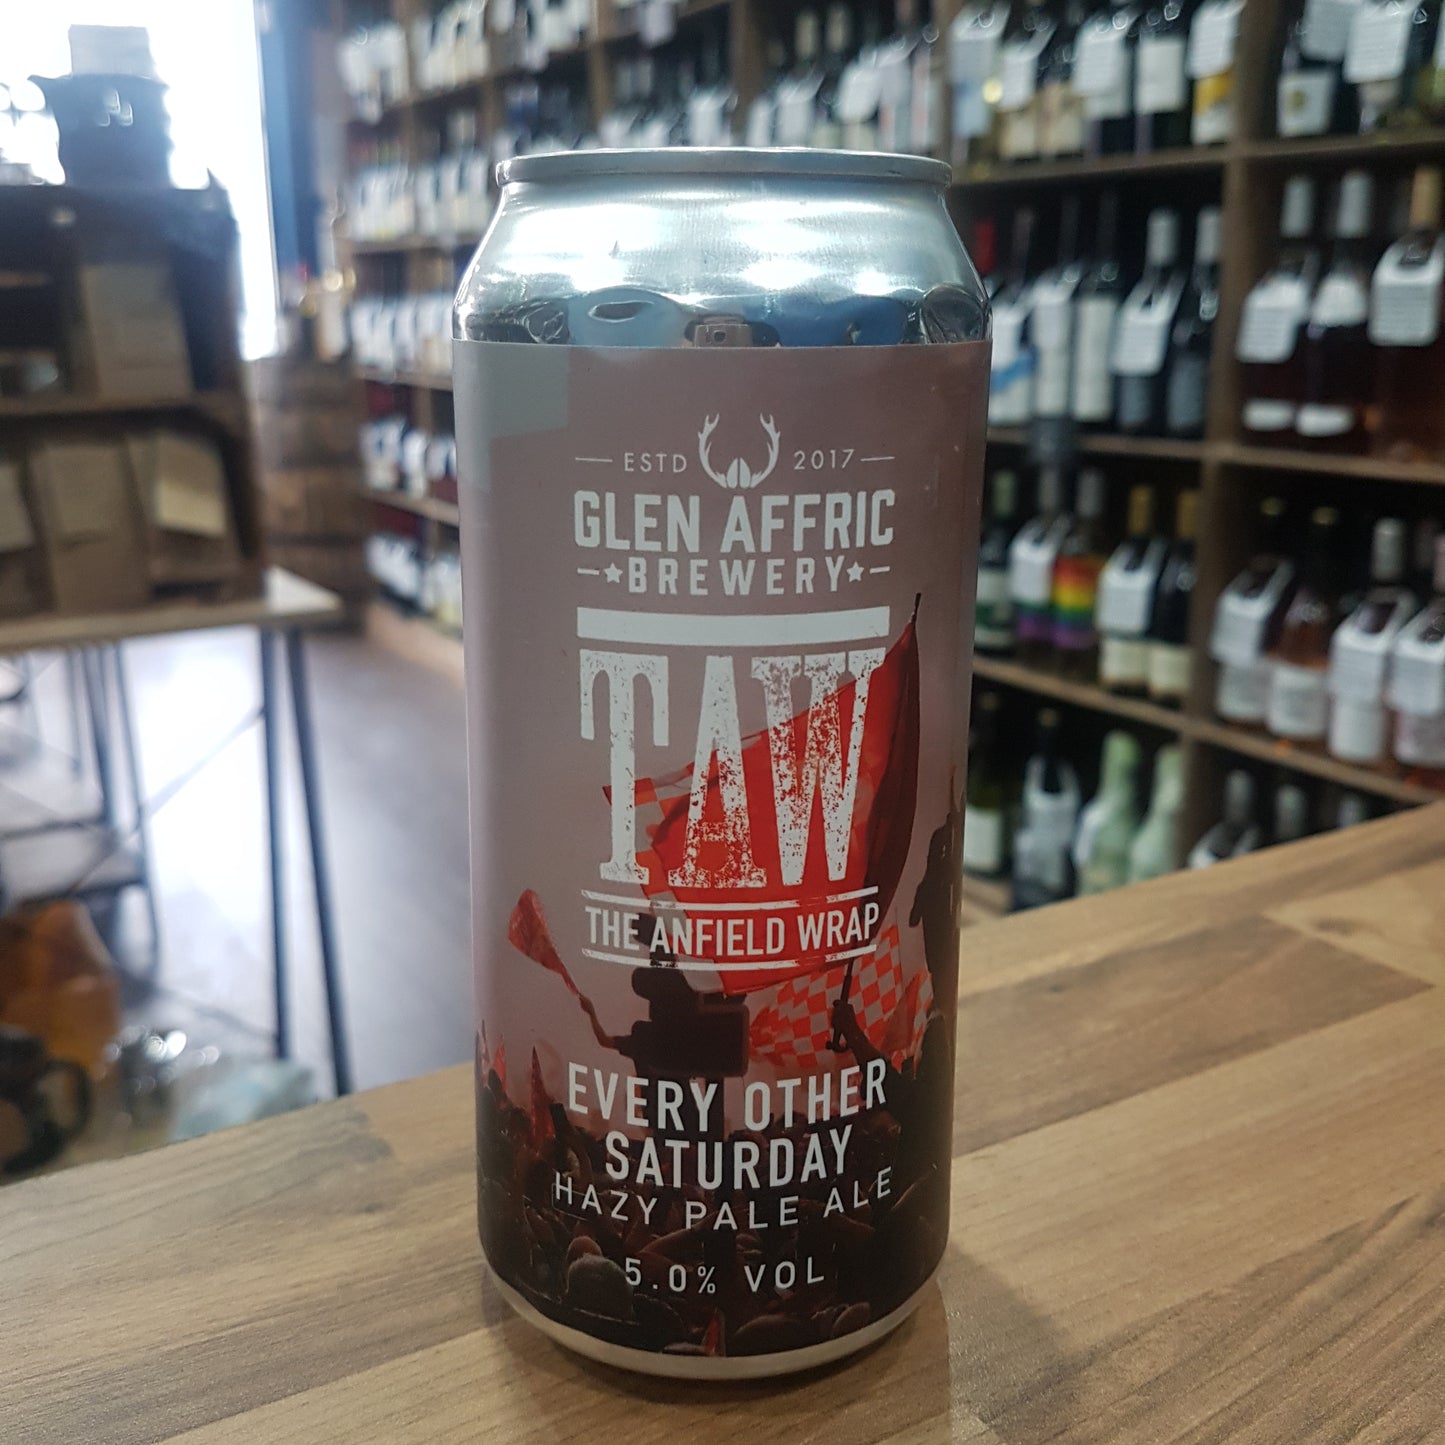 ESTD 2017
GLEN AFFRIC
BREWERY
TAW
THE ANFIELD WRAP
EVERY OTHER
SATURDAY
HAZY PALE ALE
5.0% VOL